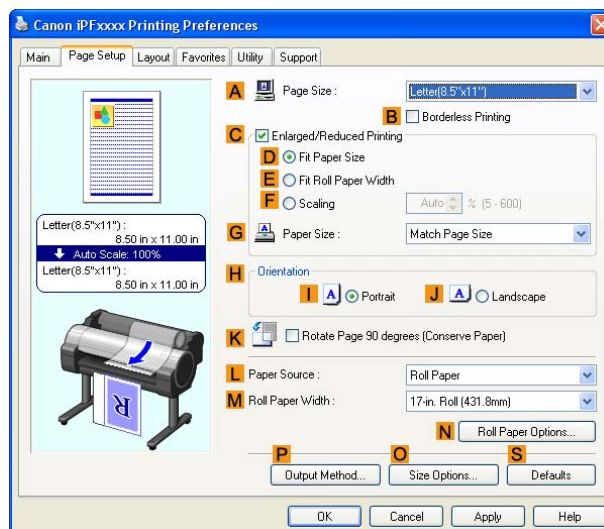 Canon iPFxxxx Printing Preferences
Main Page Setup Layout Favorites Utility Support
A Page Size : Letter(8.5"x11")
B Borderless Printing
C Enlarged/Reduced Printing
D Fit Paper Size
E Fit Roll Paper Width
F Scaling Auto % (5 - 600)
G Paper Size : Match Page Size
Letter(8.5"x11") :
8.50 in x 11.00 in
Auto Scale: 100%
Letter(8.5"x11") :
8.50 in x 11.00 in
H Orientation
I A Portrait J A Landscape
K Rotate Page 90 degrees (Conserve Paper)
R
L Paper Source : Roll Paper
M Roll Paper Width : 17-in. Roll (431.8mm)
N Roll Paper Options...
P O S
Output Method... Size Options... Defaults
OK Cancel Apply Help